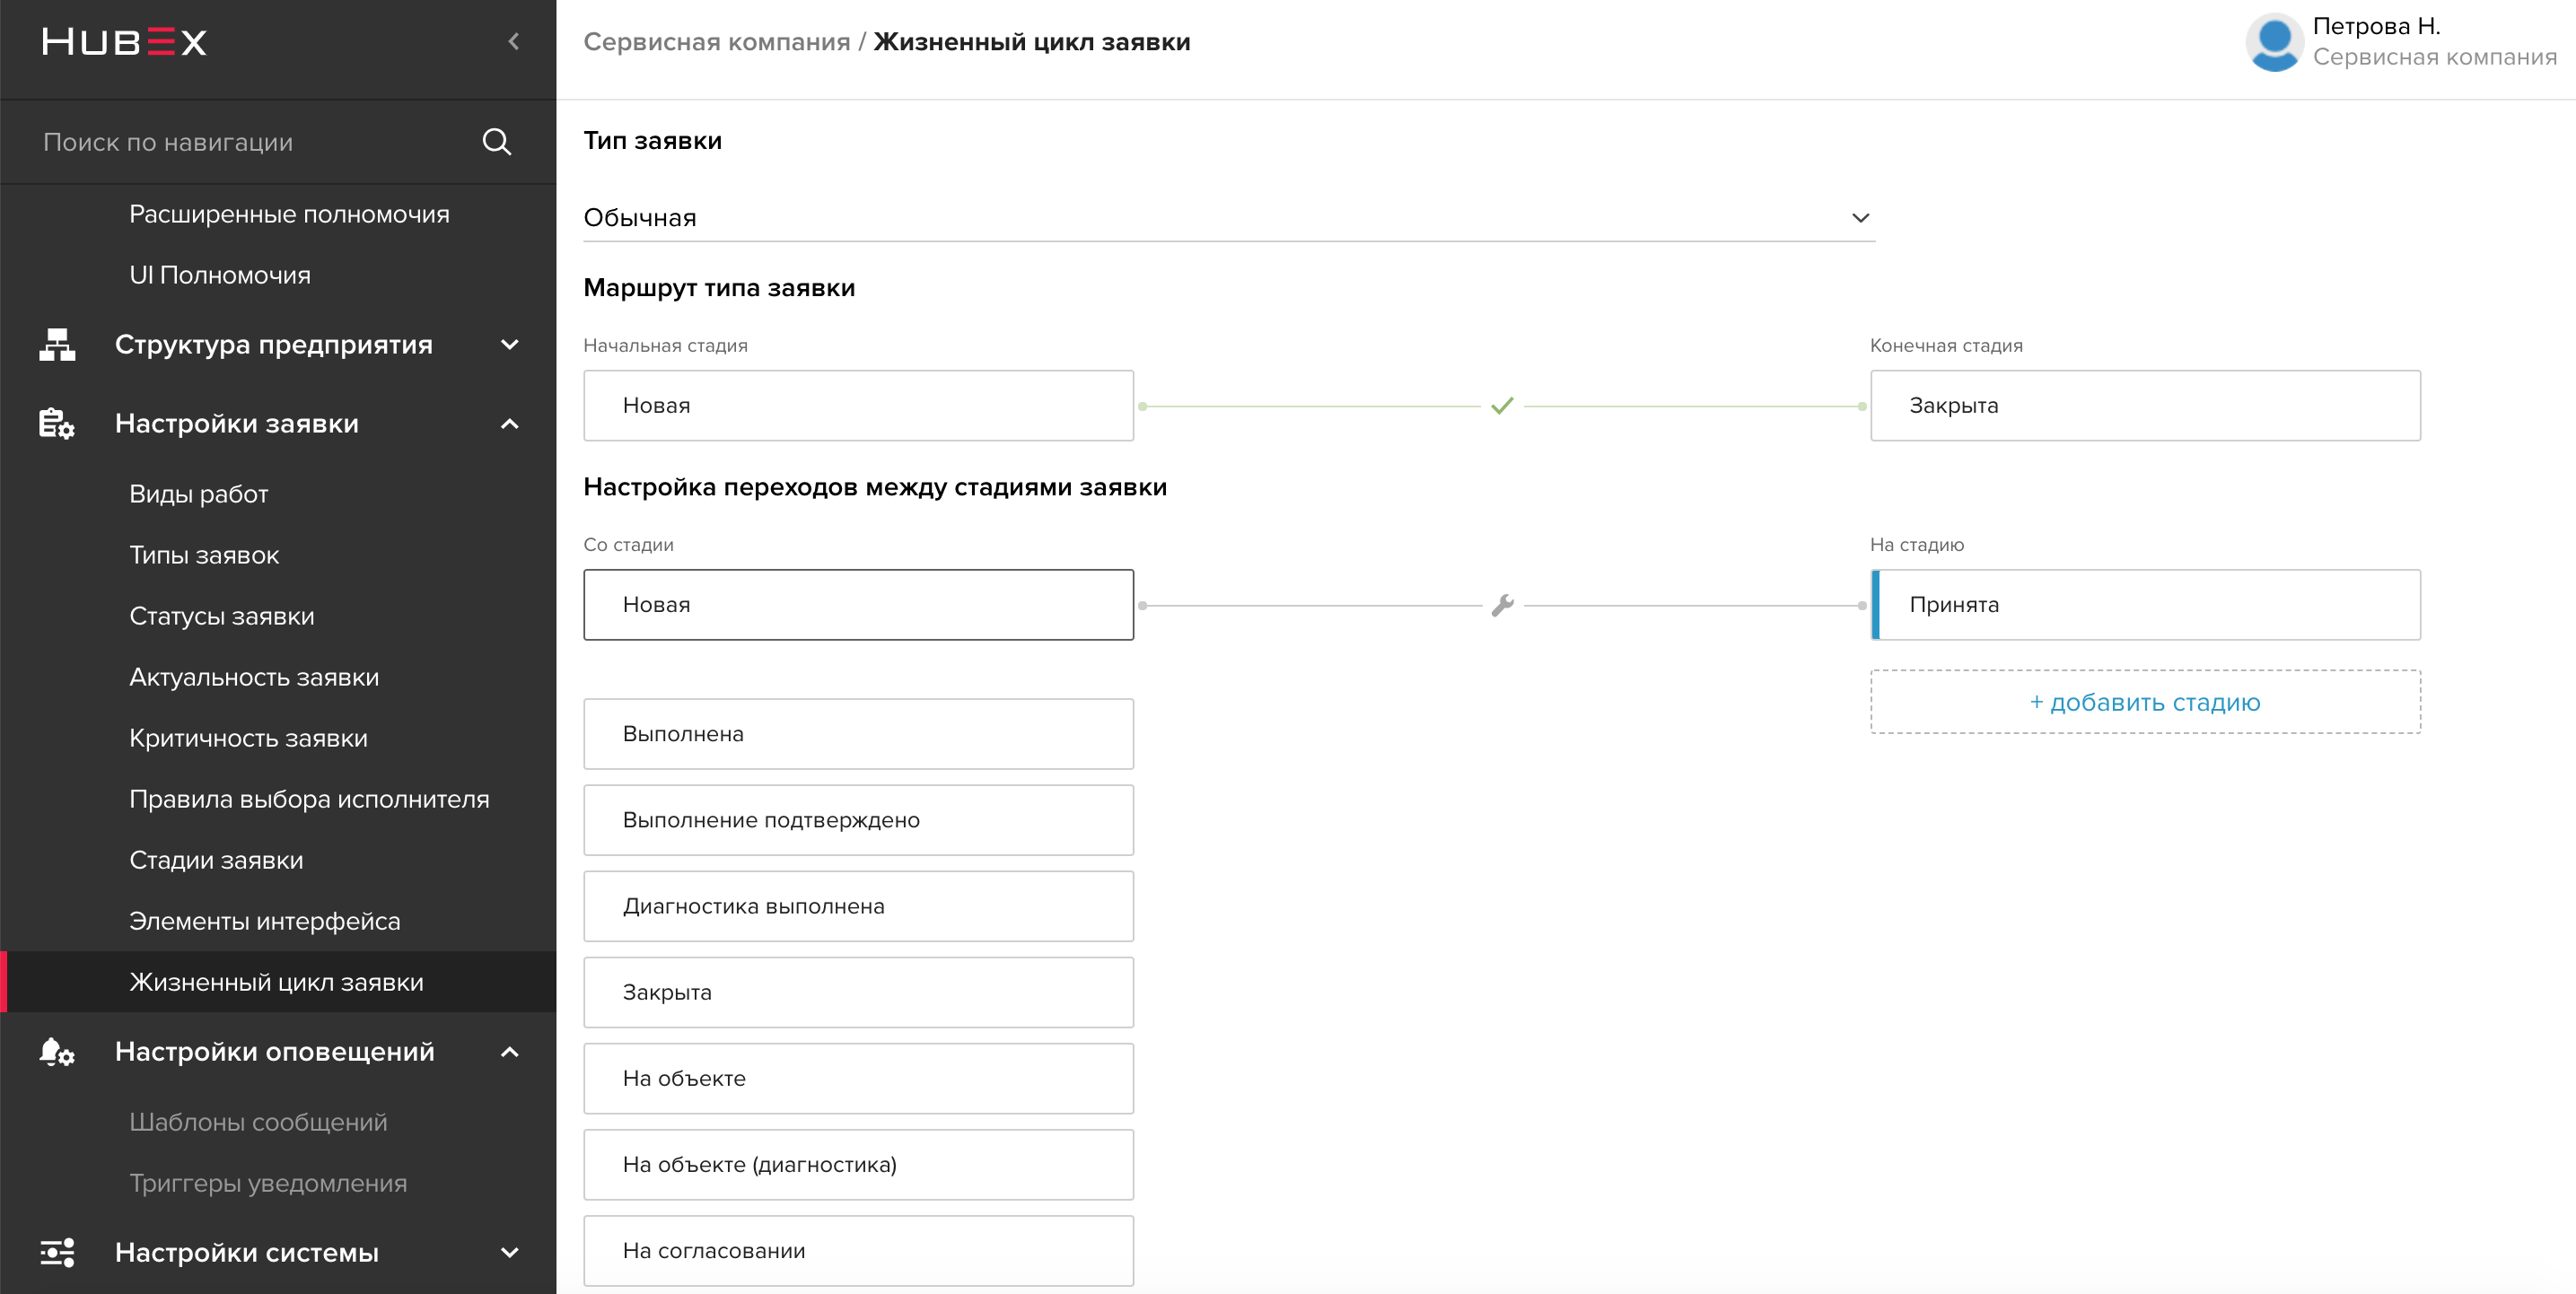 HUBEX
Поиск по навигации
Расширенные полномочия
UI Полномочия
Структура предприятия
Настройки заявки
Виды работ
Типы заявок
Статусы заявки
Актуальность заявки
Критичность заявки
Правила выбора исполнителя
Стадии заявки
Элементы интерфейса
Жизненный цикл заявки
Настройки оповещений
Шаблоны сообщений
Триггеры уведомления
Настройки системы
Сервисная компания / Жизненный цикл заявки
Петрова Н.
Сервисная компания
Тип заявки
Обычная
Маршрут типа заявки
Начальная стадия
Конечная стадия
Новая
Закрыта
Настройка переходов между стадиями заявки
Со стадии
На стадию
Новая
Принята
+ добавить стадию
Выполнена
Выполнение подтверждено
Диагностика выполнена
Закрыта
На объекте
На объекте (диагностика)
На согласовании